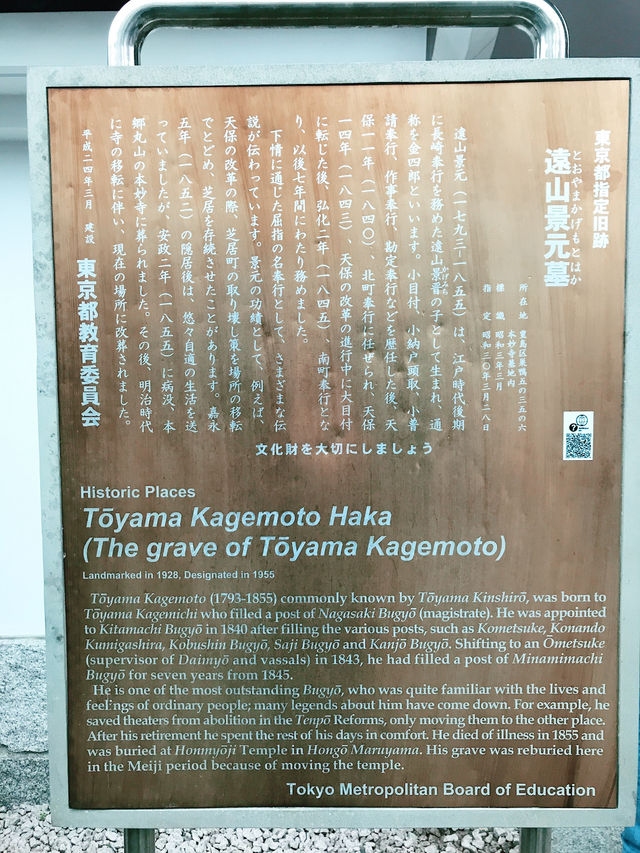 東京都指定旧跡
とおやまかげもとはか
遠山景元墓
所在地 豊島区巣鴨五の三五の六
本妙寺墓地内
標識 昭和三年三月
指定 昭和三〇年三月二八日
遠山景元(一七九三―一八五五)は、江戸時代後期
に長崎奉行を務めた遠山景晋の子として生まれ、通
かげみち
称を金四郎といいます。小目付、小納戸頭取、小普
請奉行、作事奉行、勘定奉行などを歴任した後、天
保一一年(一八四〇)、北町奉行に任ぜられ、天保
一四年(一八四三)、天保の改革の進行中に大目付
に転じた後、弘化二年(一八四五)、南町奉行とな
り、以後七年間にわたり務めました。
下情に通じた屈指の名奉行として、さまざまな伝
説が伝わっています。景元の功績として、例えば、
天保の改革の際、芝居町の取り壊し策を場所の移転
でとどめ、芝居を存続させたことがあります。嘉永
五年(一八五二)の隠居後は、悠々自適の生活を送
っていましたが、安政二年(一八五五)に病没、本
郷丸山の本妙寺に葬られました。その後、明治時代
に寺の移転に伴い、現在の場所に改葬されました。
平成二四年三月 建設
東京都教育委員会
文化財を大切にしましょう
Historic Places
Tōyama Kagemoto Haka
(The grave of Tōyama Kagemoto)
Landmarked in 1928, Designated in 1955
Tōyama Kagemoto (1793-1855) commonly known by Tōyama Kinshirō, was born to
Tōyama Kagemichi who filled a post of Nagasaki Bugyō (magistrate). He was appointed
to Kitamachi Bugyō in 1840 after filling the various posts, such as Kometsuke, Konando
Kumigashira, Kobushin Bugyō, Saji Bugyō and Kanjō Bugyō. Shifting to an Ōmetsuke
(supervisor of Daimyō and vassals) in 1843, he had filled a post of Minamimachi
Bugyō for seven years from 1845.
He is one of the most outstanding Bugyō, who was quite familiar with the lives and
feelings of ordinary people; many legends about him have come down. For example, he
saved theaters from abolition in the Tenpō Reforms, only moving them to the other place.
After his retirement he spent the rest of his days in comfort. He died of illness in 1855 and
was buried at Honmyōji Temple in Hongō Maruyama. His grave was reburied here
in the Meiji period because of moving the temple.
Tokyo Metropolitan Board of Education